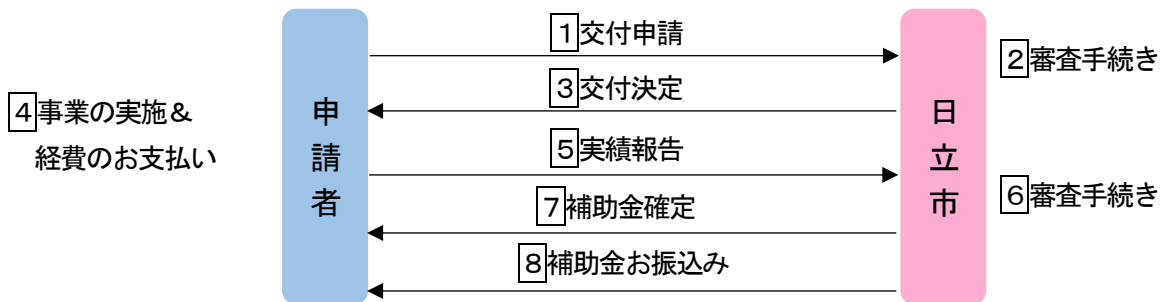 1交付申請
2審査手続き
3交付決定
4事業の実施&
経費のお支払い
申請者
日立市
5実績報告
6審査手続き
7補助金確定
8補助金お振込み